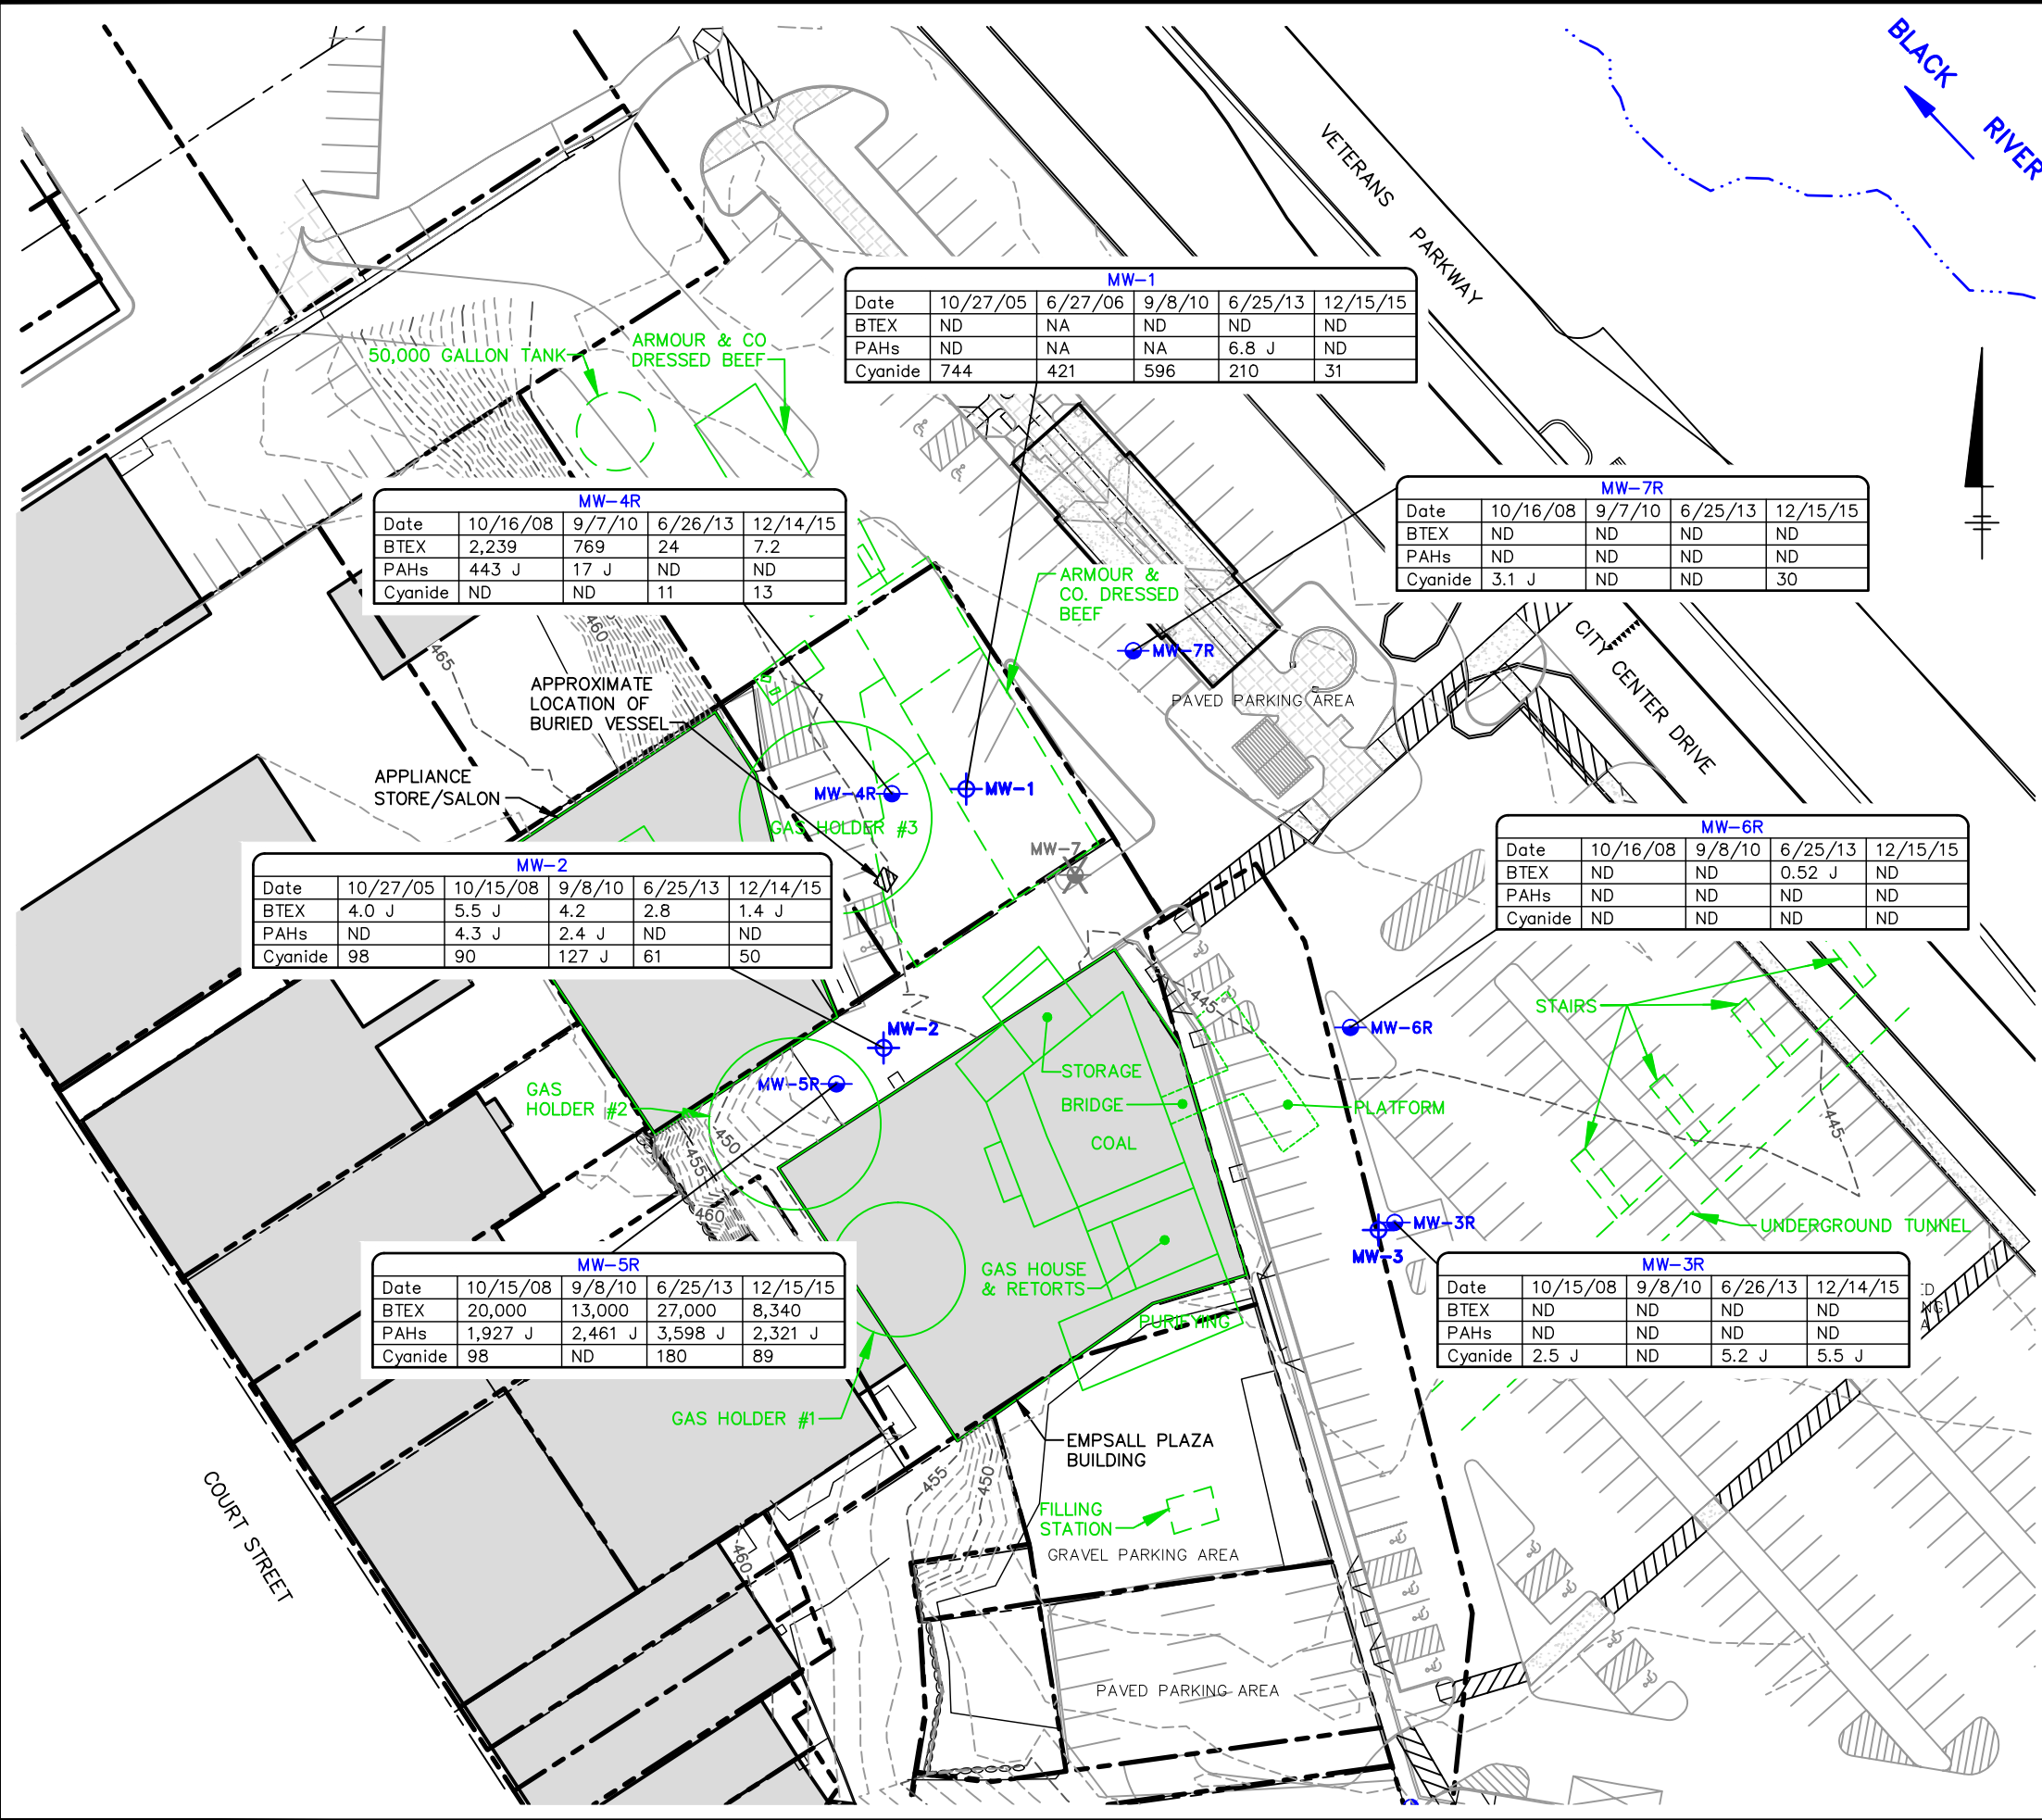 BLACK
RIVER
VETERANS
PARKWAY
MW-1
Date 10/27/05 6/27/06 9/8/10 6/25/13 12/15/15
BTEX ND NA ND ND ND
PAHs ND NA NA 6.8 J ND
Cyanide 744 421 596 210 31
50,000 GALLON TANK
ARMOUR & CO
DRESSED BEEF
MW-4R
Date 10/16/08 9/7/10 6/26/13 12/14/15
BTEX 2,239 769 24 7.2
PAHs 443 J 17 J ND ND
Cyanide ND ND 11 13
MW-7R
Date 10/16/08 9/7/10 6/25/13 12/15/15
BTEX ND ND ND ND
PAHs ND ND ND ND
Cyanide 3.1 J ND ND 30
ARMOUR &
CO. DRESSED
BEEF
460
465
MW-7R
CITY CENTER DRIVE
PAVED PARKING AREA
APPROXIMATE
LOCATION OF
BURIED VESSEL
APPLIANCE
STORE/SALON
MW-4R
MW-1
GAS HOLDER #3
MW-7
MW-6R
Date 10/16/08 9/8/10 6/25/13 12/15/15
BTEX ND ND 0.52 J ND
PAHs ND ND ND ND
Cyanide ND ND ND ND
MW-2
Date 10/27/05 10/15/08 9/8/10 6/25/13 12/14/15
BTEX 4.0 J 5.5 J 4.2 2.8 1.4 J
PAHs ND 4.3 J 2.4 J ND ND
Cyanide 98 90 127 J 61 50
445
STAIRS
MW-2
MW-6R
MW-5R
STORAGE
GAS
HOLDER #2
BRIDGE
PLATFORM
COAL
445
450
455
460
MW-3R
MW-3
UNDERGROUND TUNNEL
MW-5R
Date 10/15/08 9/8/10 6/25/13 12/15/15
BTEX 20,000 13,000 27,000 8,340
PAHs 1,927 J 2,461 J 3,598 J 2,321 J
Cyanide 98 ND 180 89
GAS HOUSE
& RETORTS
PURIFYING
MW-3R
Date 10/15/08 9/8/10 6/26/13 12/14/15
BTEX ND ND ND ND
PAHs ND ND ND ND
Cyanide 2.5 J ND 5.2 J 5.5 J
GAS HOLDER #1
EMPSALL PLAZA
BUILDING
455
450
COURT STREET
FILLING
STATION
GRAVEL PARKING AREA
460
PAVED PARKING AREA